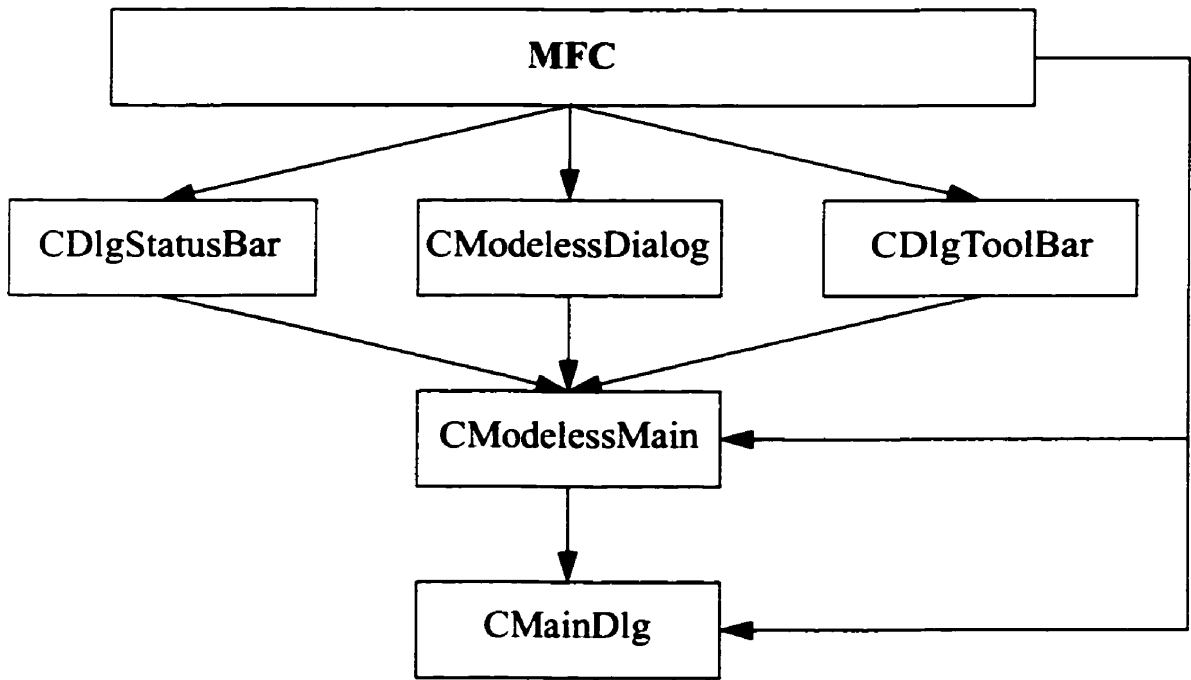 MFC
CDlgStatusBar
CModelessDialog
CDlgToolBar
CModelessMain
CMainDlg